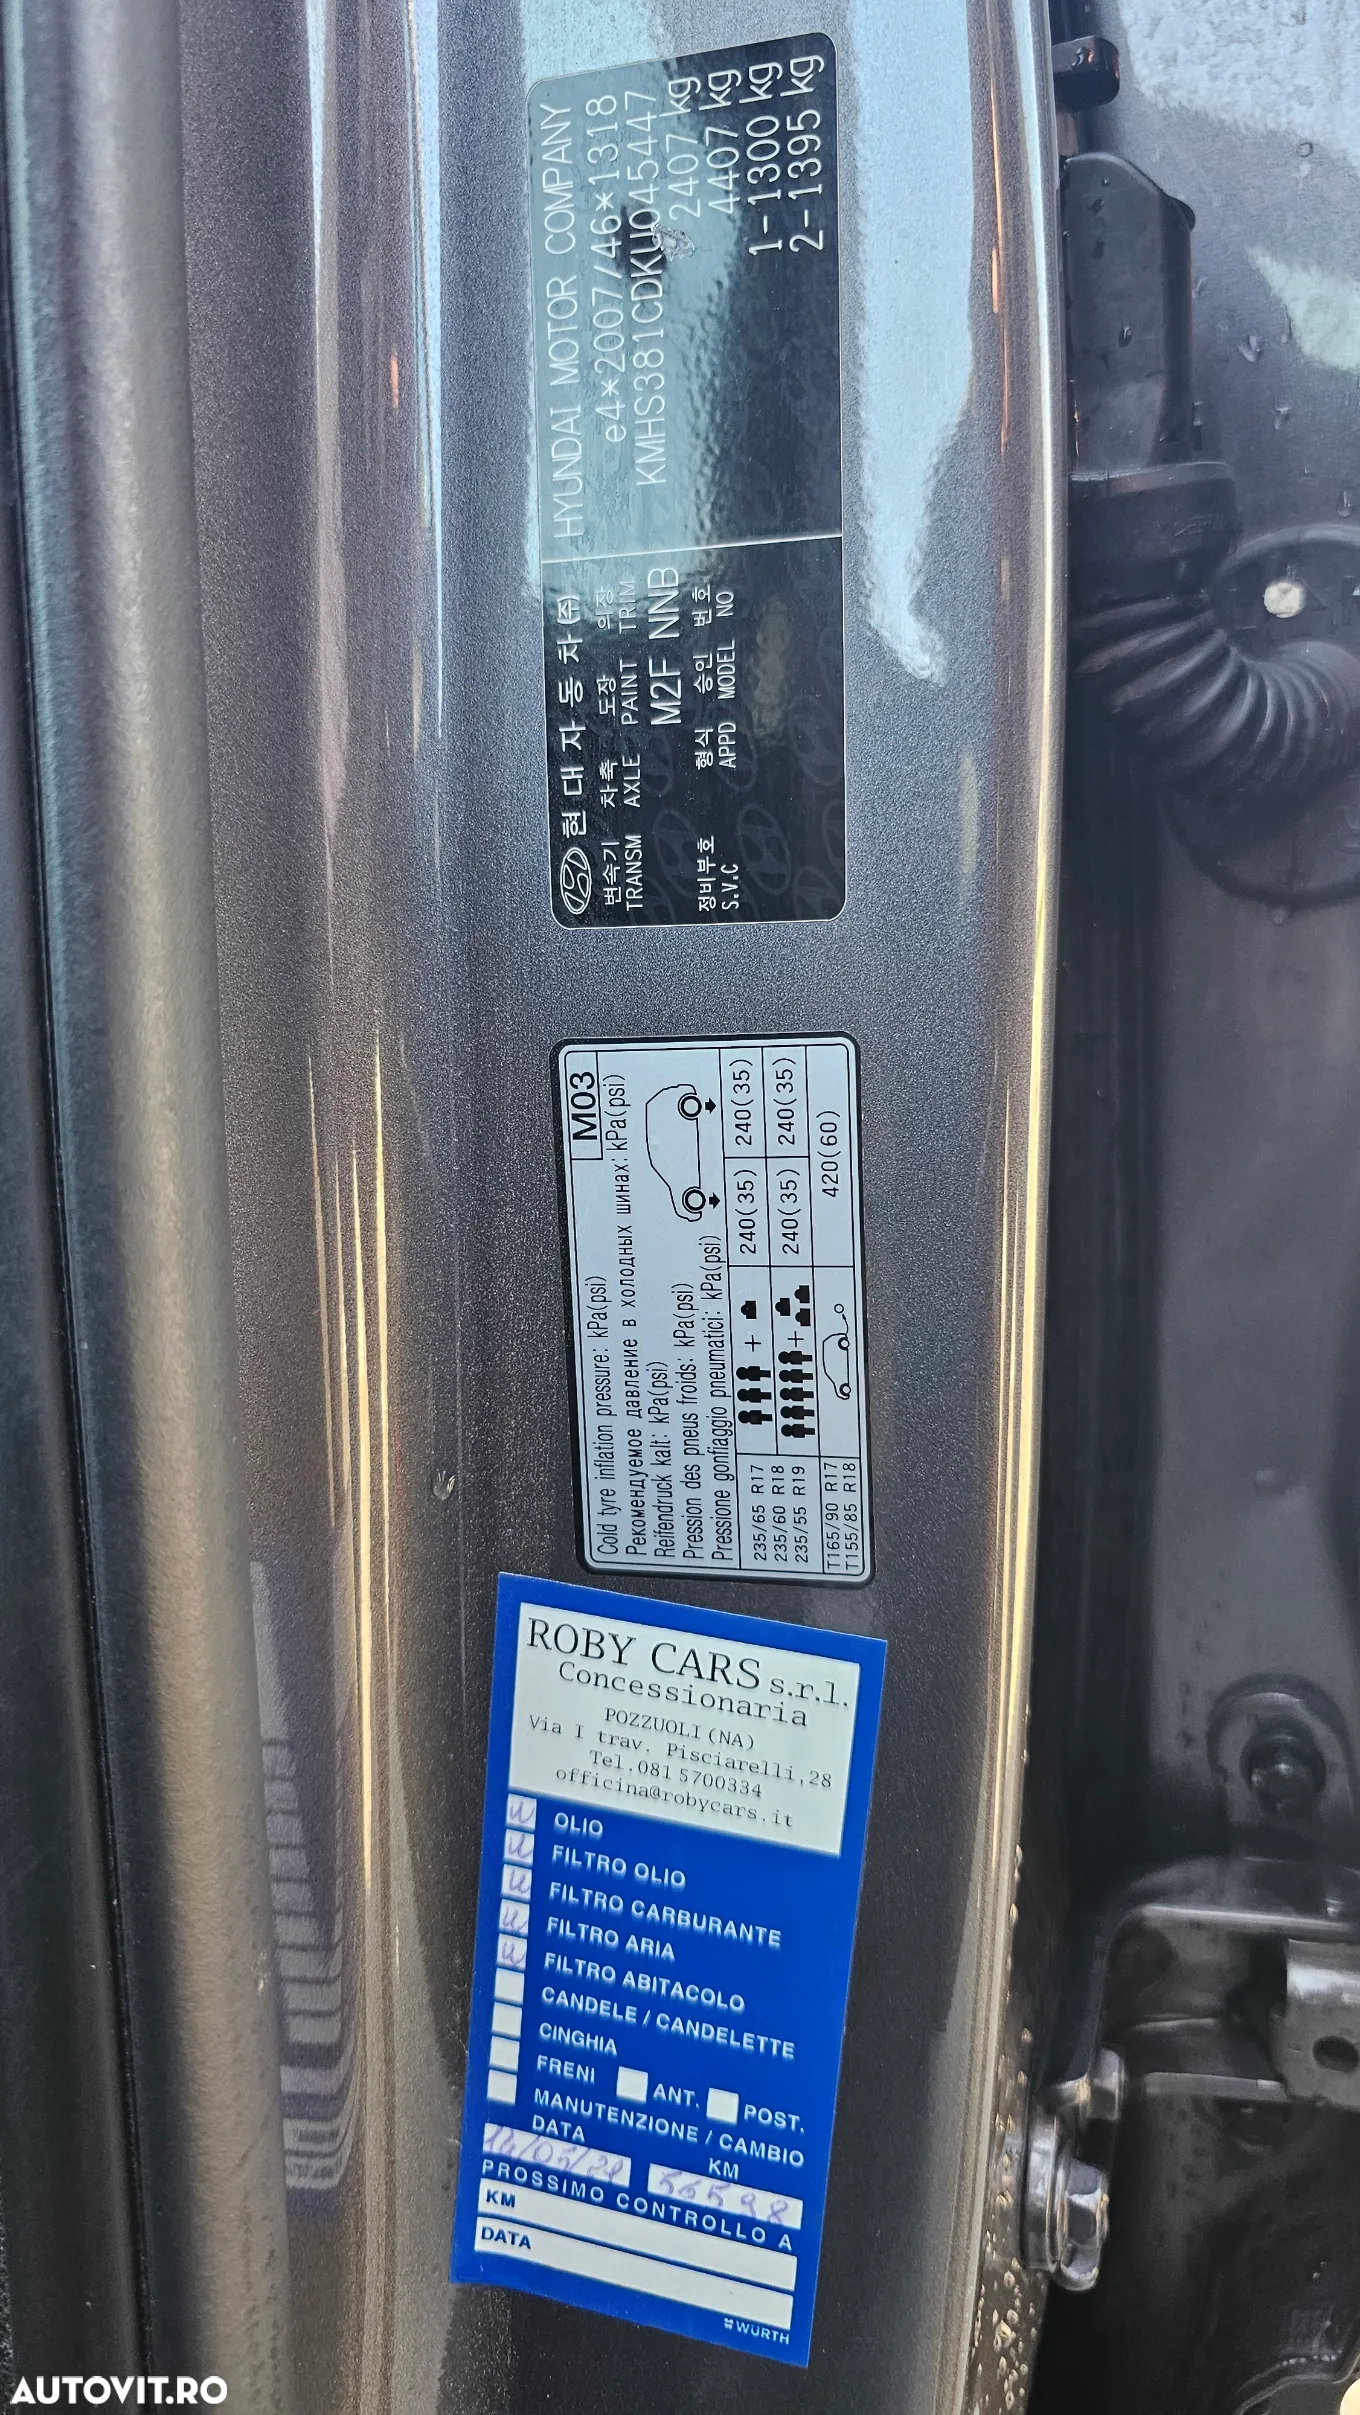 현대자동차(주)
HYUNDAI MOTOR COMPANY
변속기 차축 도장 의장
TRANSM AXLE PAINT TRIM
M2F NNB
정비부호 형식 승인 번호
S.V.C APPD MODEL NO
e4*2007/46*1318
KMHS381CDKU045447
2407 kg
4407 kg
1-1300 kg
2-1395 kg
M03
Cold tyre inflation pressure: kPa(psi)
Рекомендуемое давление в холодных шинах: kPa(psi)
Reifendruck kalt: kPa(psi)
Pression des pneus froids: kPa(psi)
Pressione gonfiaggio pneumatici: kPa(psi)
235/65 R17
235/60 R18
235/55 R19
+ 240(35) 240(35)
+ 240(35) 240(35)
T165/90 R17
T155/85 R18
420(60)
ROBY CARS s.r.l.
Concessionaria
POZZUOLI (NA)
Via I trav. Pisciarelli,28
Tel.081 5700334
officina@robycars.it
OLIO
FILTRO OLIO
FILTRO CARBURANTE
FILTRO ARIA
FILTRO ABITACOLO
CANDELE / CANDELETTE
CINGHIA
FRENI ANT. POST.
MANUTENZIONE / CAMBIO
DATA KM
56598
PROSSIMO CONTROLLO A
KM
DATA
WÜRTH
AUTOVIT.RO